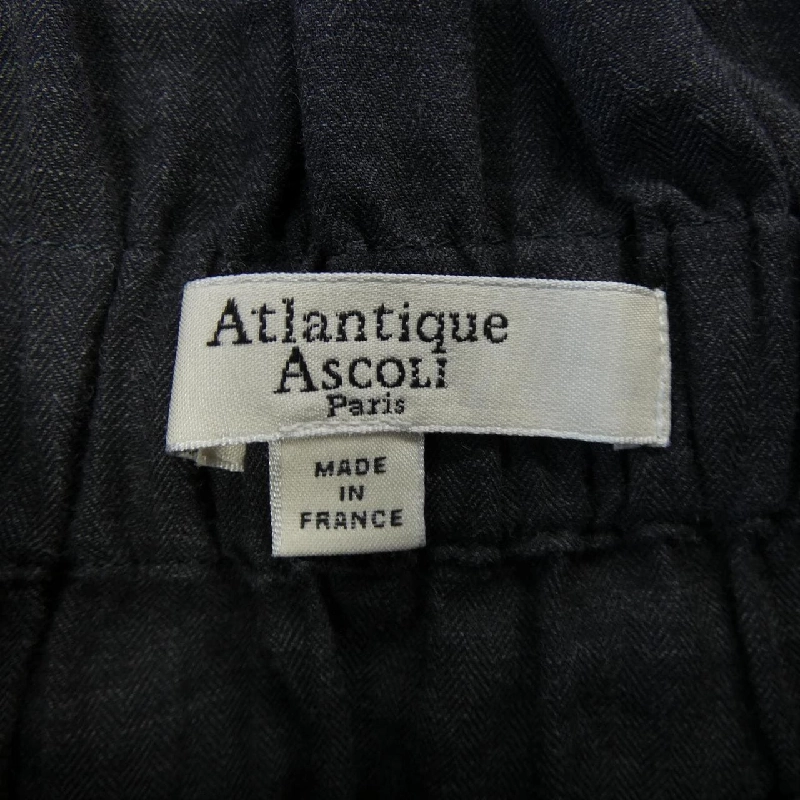 Atlantique
ASCOLI
Paris
MADE
IN
FRANCE